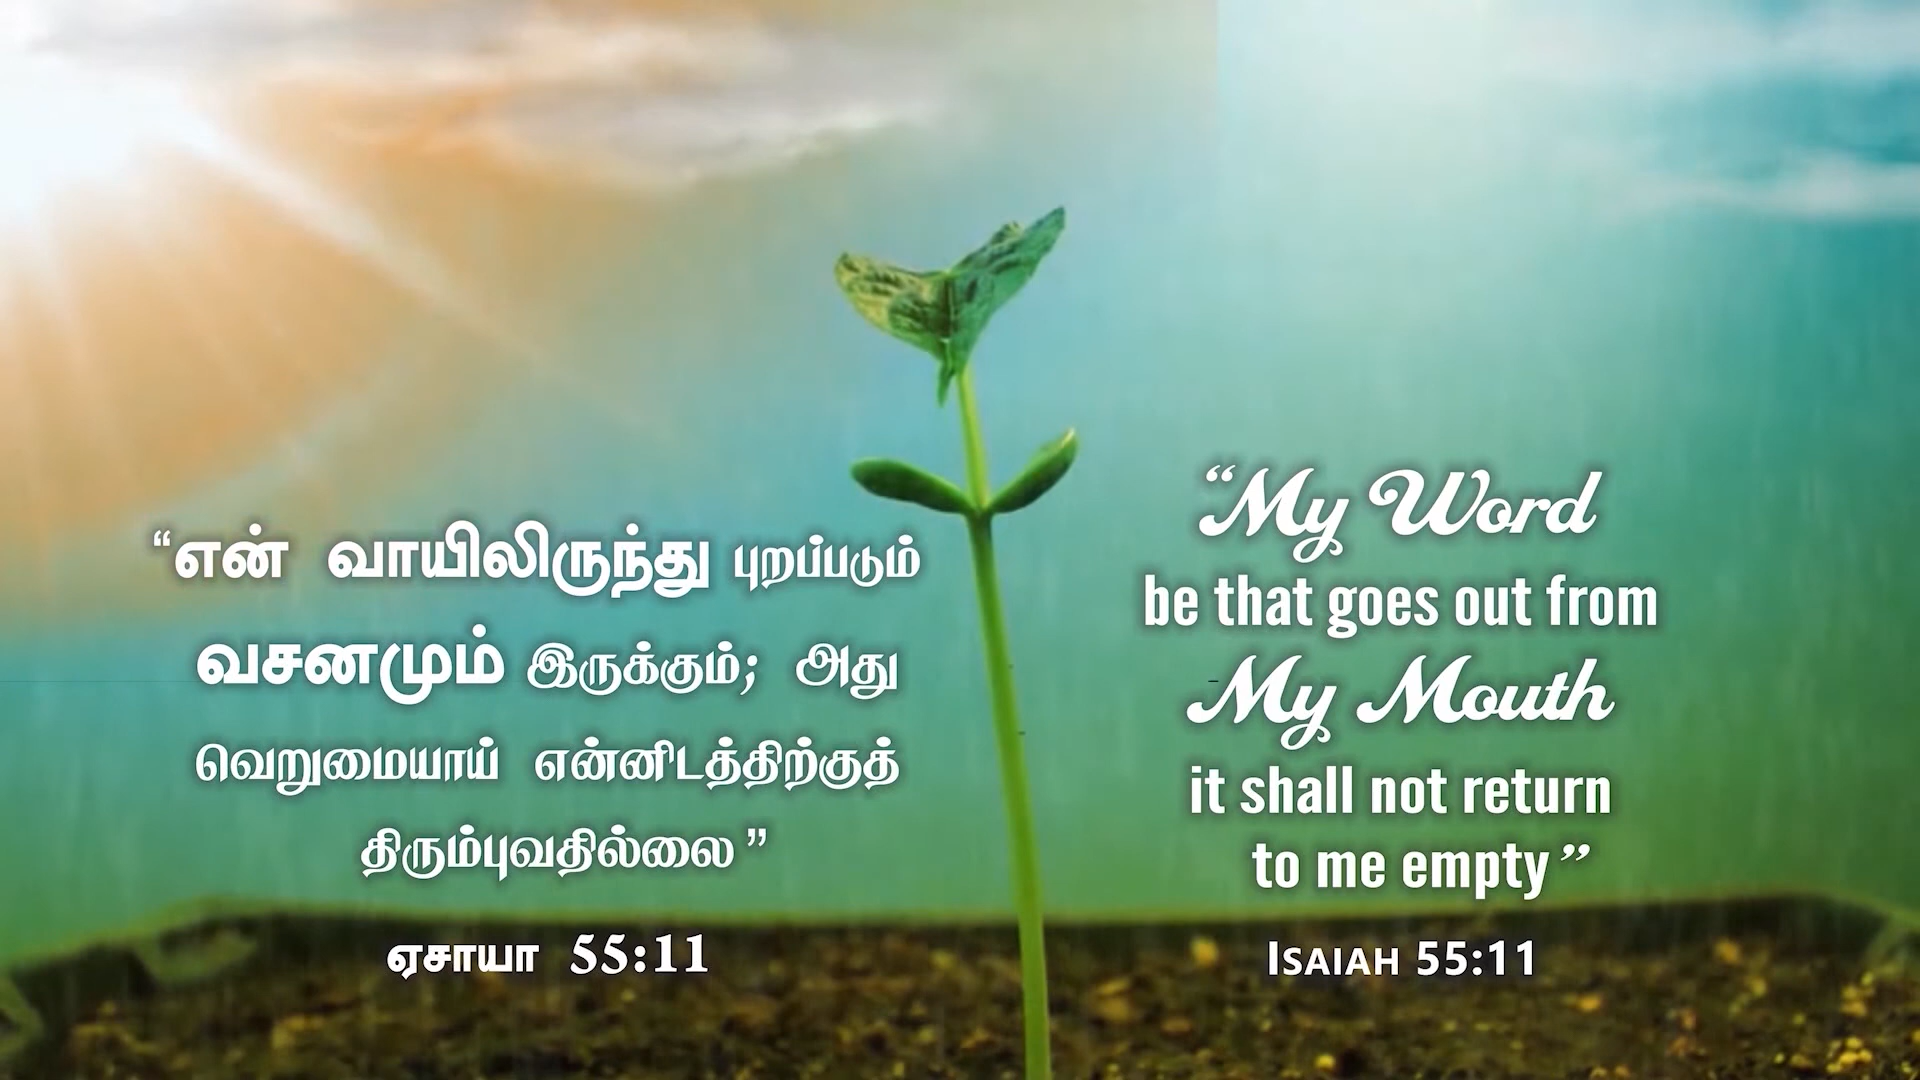 “என் வாயிலிருந்து புறப்படும்
வசனமும் இருக்கும்; அது
வெறுமையாய் என்னிடத்திற்குத்
திரும்புவதில்லை”
ஏசாயா 55:11
“My Word
be that goes out from
My Mouth
it shall not return
to me empty”
ISAIAH 55:11